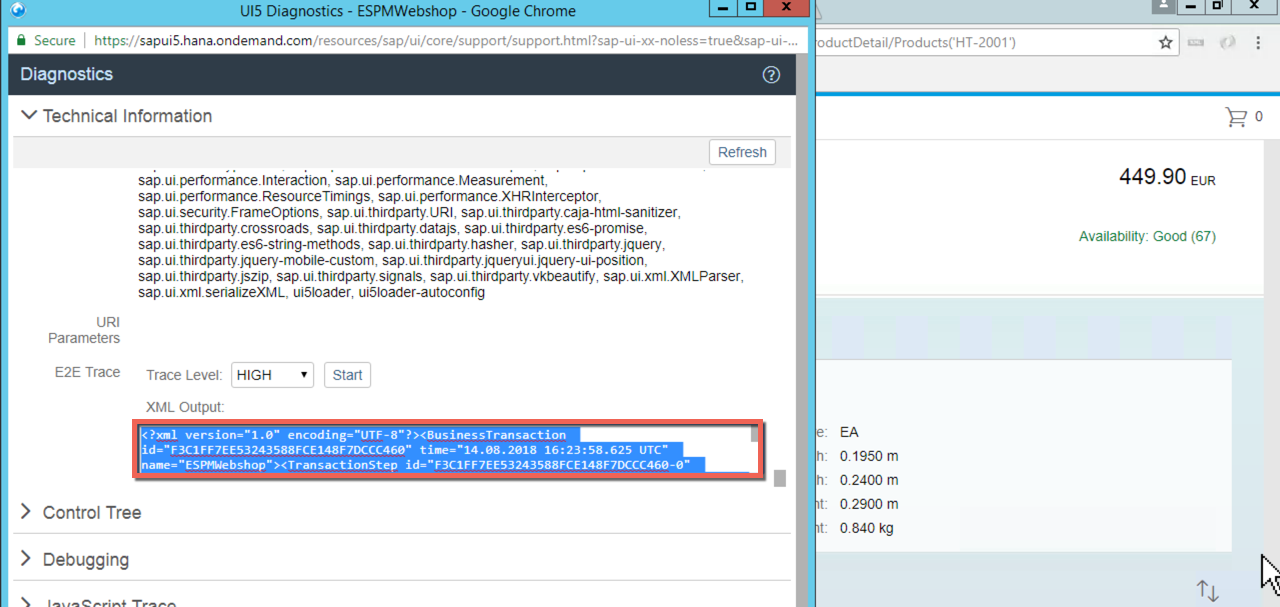 UI5 Diagnostics - ESPMWebshop - Google Chrome
Secure | https://sapui5.hana.ondemand.com/resources/sap/ui/core/support/support.html?sap-ui-xx-noless=true&sap-ui-...
Diagnostics
Technical Information
Refresh
sap.ui.performance.Interaction, sap.ui.performance.Measurement,
sap.ui.performance.ResourceTimings, sap.ui.performance.XHRInterceptor,
sap.ui.security.FrameOptions, sap.ui.thirdparty.URI, sap.ui.thirdparty.caja-html-sanitizer,
sap.ui.thirdparty.crossroads, sap.ui.thirdparty.datajs, sap.ui.thirdparty.es6-promise,
sap.ui.thirdparty.es6-string-methods, sap.ui.thirdparty.hasher, sap.ui.thirdparty.jquery,
sap.ui.thirdparty.jquery-mobile-custom, sap.ui.thirdparty.jqueryui.jquery-ui-position,
sap.ui.thirdparty.jszip, sap.ui.thirdparty.signals, sap.ui.thirdparty.vkbeautify, sap.ui.xml.XMLParser,
sap.ui.xml.serializeXML, ui5loader, ui5loader-autoconfig
URI
Parameters
E2E Trace
Trace Level: HIGH Start
XML Output:
<?xml version="1.0" encoding="UTF-8"?><BusinessTransaction
id="F3C1FF7EE53243588FCE148F7DCCC460" time="14.08.2018 16:23:58.625 UTC"
name="ESPMWebshop"><TransactionStep id="F3C1FF7EE53243588FCE148F7DCCC460-0"
Control Tree
Debugging
JavaScript Trace
oductDetail/Products('HT-2001')
0
449.90 EUR
Availability: Good (67)
e: EA
h: 0.1950 m
h: 0.2400 m
ht: 0.2900 m
ht: 0.840 kg